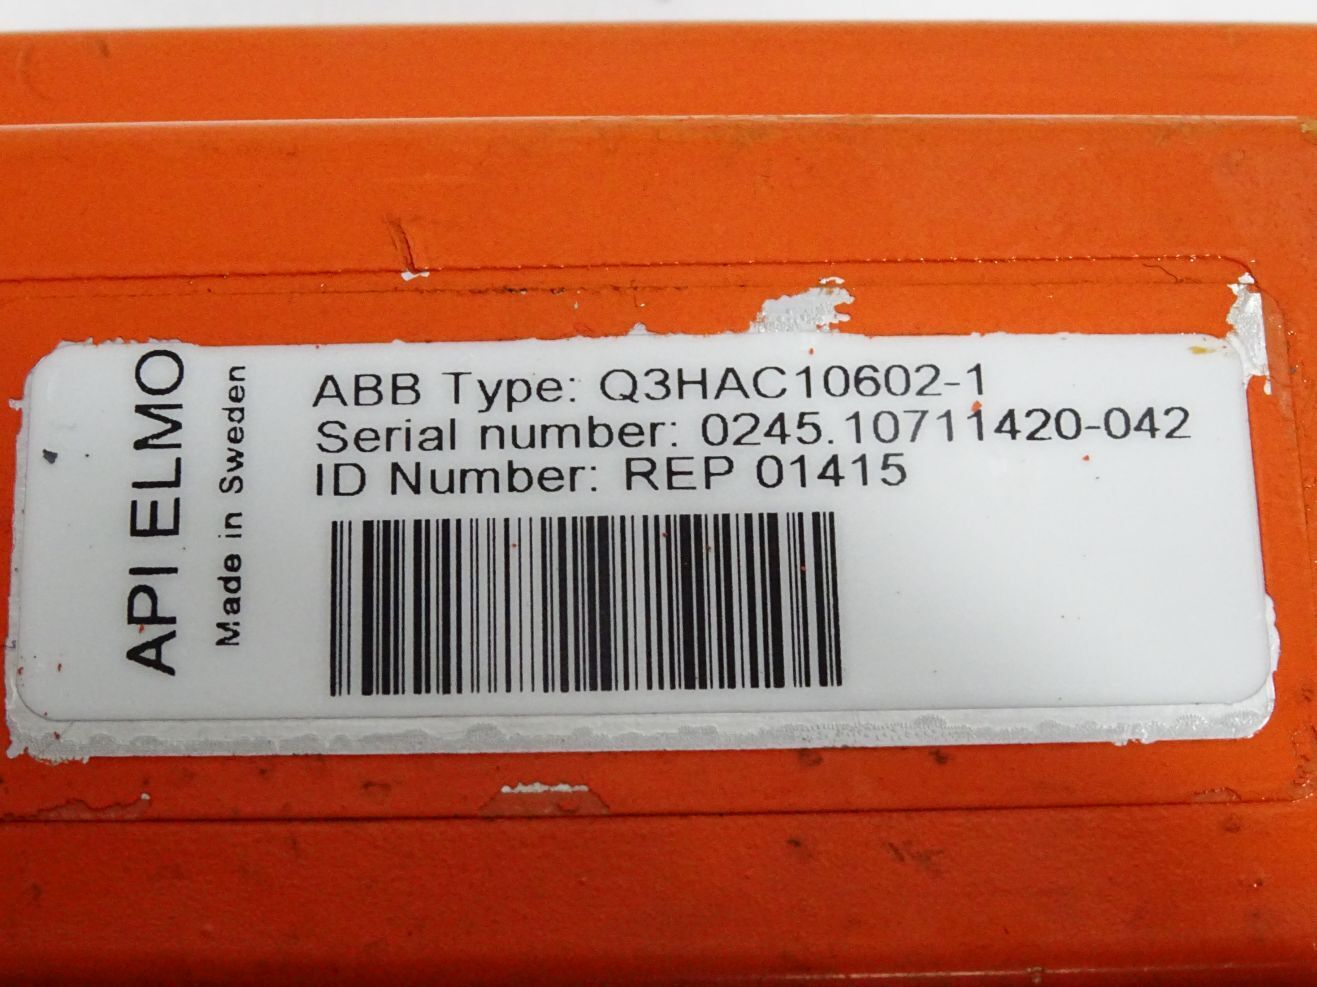 API ELMO
Made in Sweden
ABB Type: Q3HAC10602-1
Serial number: 0245.10711420-042
ID Number: REP 01415